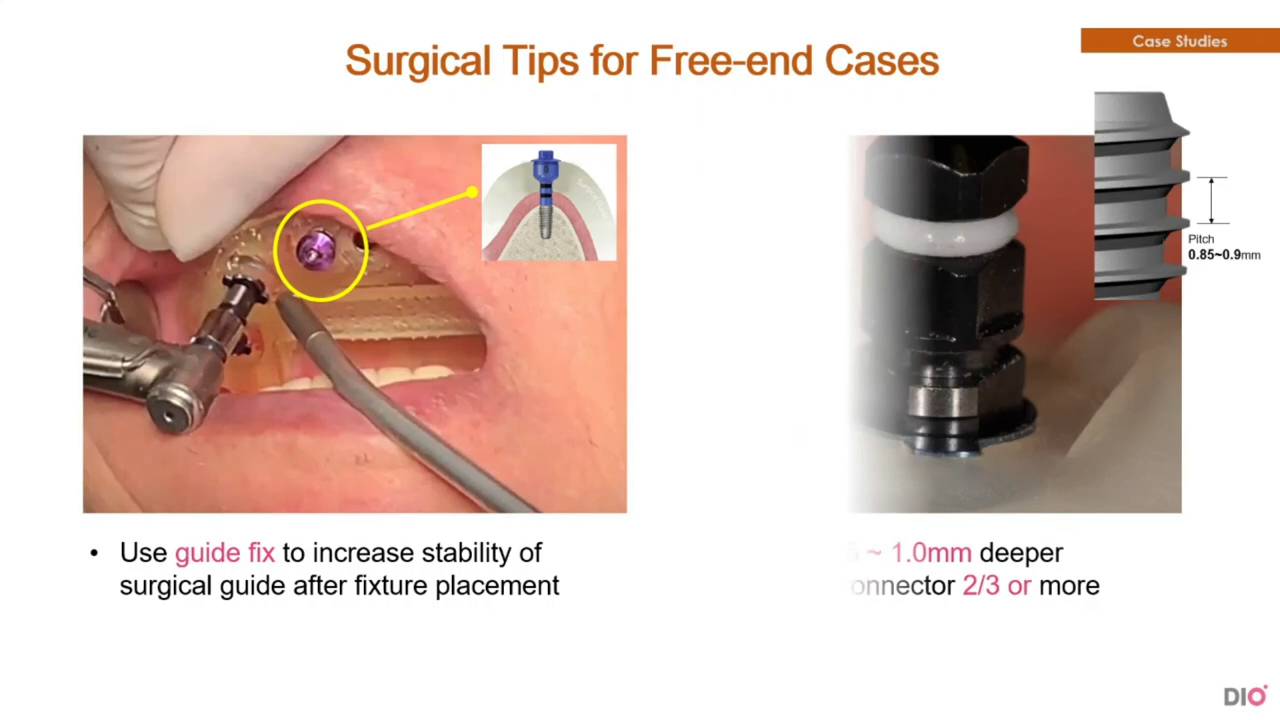 Case Studies
Surgical Tips for Free-end Cases
Pitch
0.85~0.9mm
• Use guide fix to increase stability of
surgical guide after fixture placement
~ 1.0mm deeper
2/3 or more
DIO